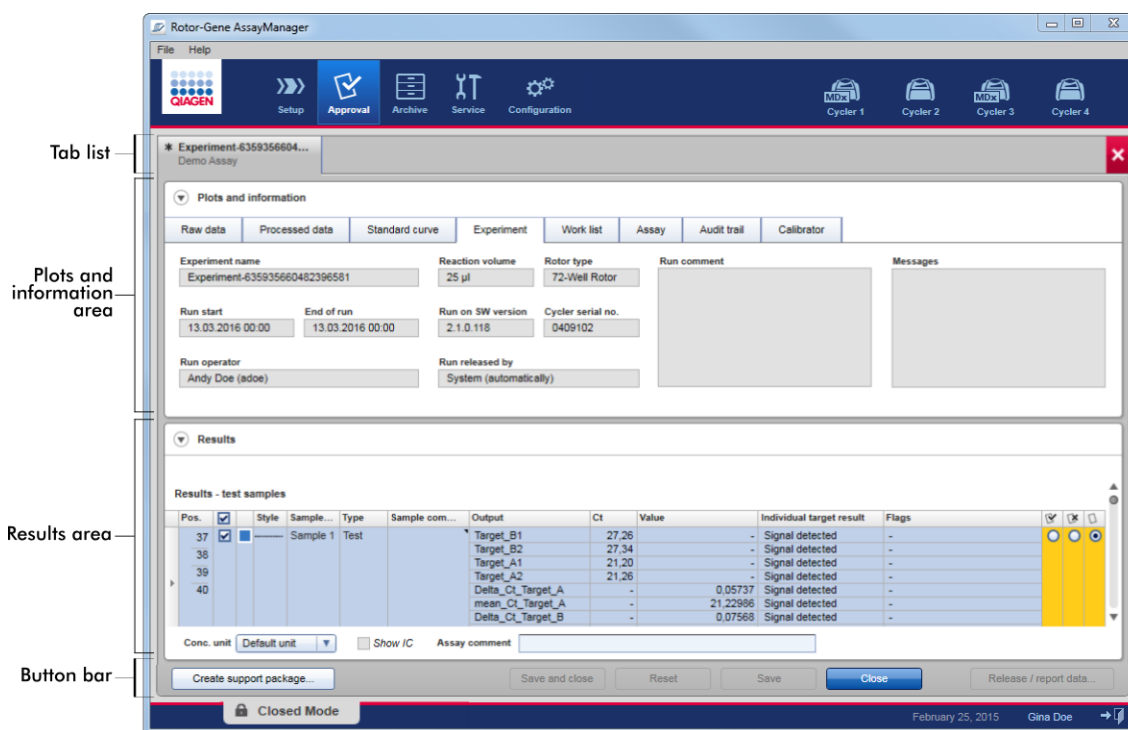 Rotor-Gene AssayManager
File Help
QIAGEN
Setup Approval Archive Service Configuration MDx Cycler 1 Cycler 2 MDx Cycler 3 Cycler 4
Tab list
* Experiment-6359356604...
Demo Assay
Plots and information area
Plots and information
Raw data Processed data Standard curve Experiment Work list Assay Audit trail Calibrator
Experiment name Reaction volume Rotor type Run comment Messages
Experiment-635935660482396581 25 µl 72-Well Rotor
Run start End of run Run on SW version Cycler serial no.
13.03.2016 00:00 13.03.2016 00:00 2.1.0.118 0409102
Run operator Run released by
Andy Doe (adoe) System (automatically)
Results area
Results
Results - test samples
Pos. Style Sample... Type Sample com... Output Ct Value Individual target result Flags
37 Sample 1 Test Target_B1 27,26 - Signal detected -
38 Target_B2 27,34 - Signal detected -
39 Target_A1 21,20 - Signal detected -
40 Target_A2 21,26 - Signal detected -
Delta_Ct_Target_A - 0,05737 Signal detected -
mean_Ct_Target_A - 21,22986 Signal detected -
Delta_Ct_Target_B - 0,07568 Signal detected -
Conc. unit Default unit Show IC Assay comment
Button bar
Create support package... Save and close Reset Save Close Release / report data...
Closed Mode
February 25, 2015 Gina Doe